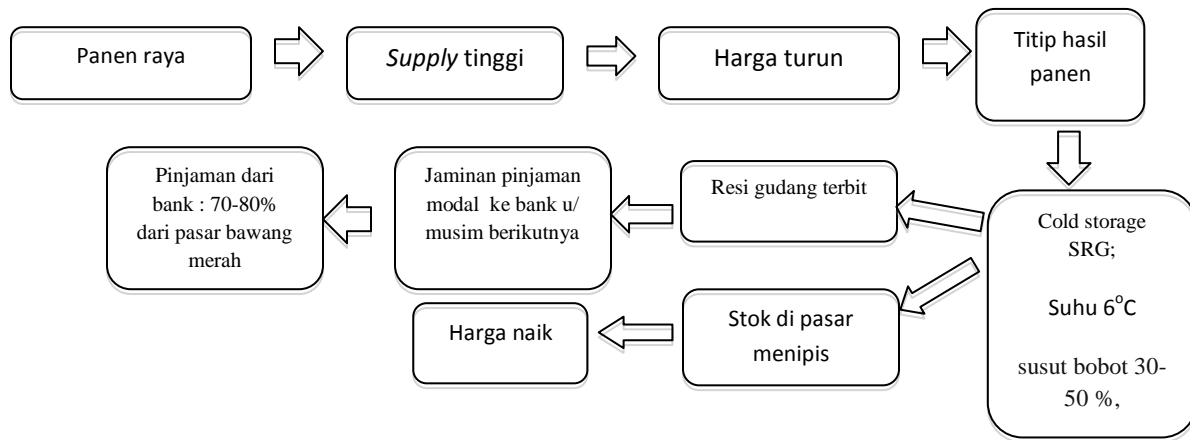 Panen raya
Supply tinggi
Harga turun
Titip hasil
panen
Cold storage
SRG;
Suhu 6°C
susut bobot 30-
50 %,
Resi gudang terbit
Jaminan pinjaman
modal ke bank u/
musim berikutnya
Pinjaman dari
bank : 70-80%
dari pasar bawang
merah
Stok di pasar
menipis
Harga naik